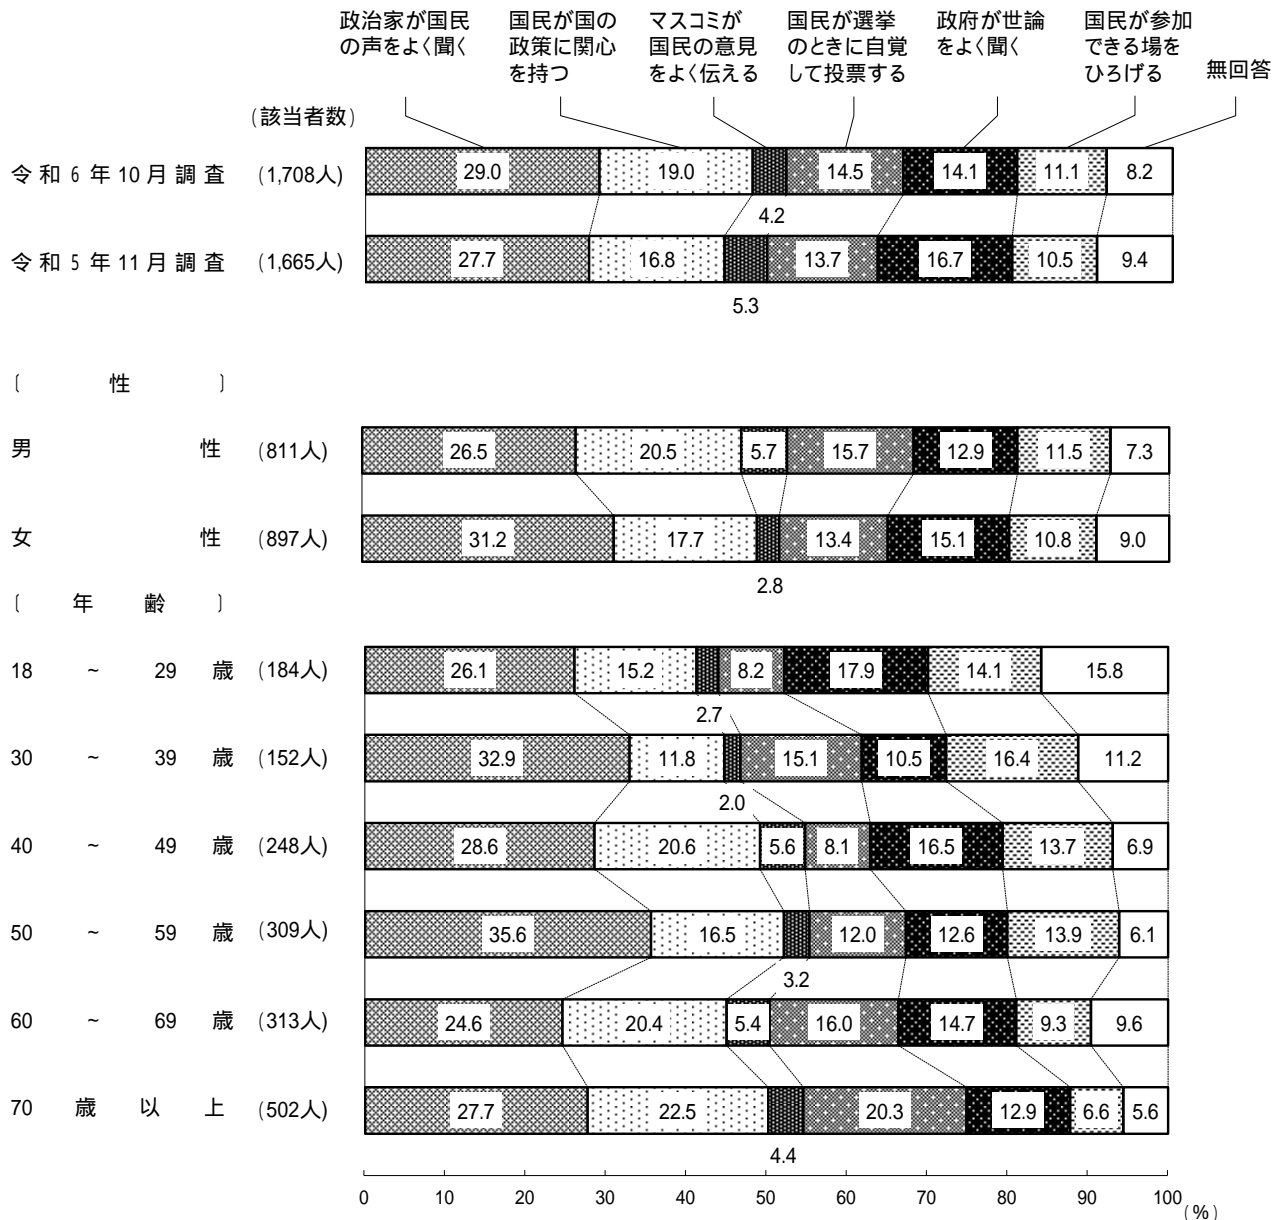 政治家が国民
の声をよく聞く
国民が国の
政策に関心
を持つ
マスコミが
国民の意見
をよく伝える
国民が選挙
のときに自覚
して投票する
政府が世論
をよく聞く
国民が参加
できる場を
ひろげる
無回答
(該当者数)
令和6年10月調査 (1,708人) 29.0 19.0 14.5 14.1 11.1 8.2
4.2
令和5年11月調査 (1,665人) 27.7 16.8 13.7 16.7 10.5 9.4
5.3
〔 性 〕
男 性 (811人) 26.5 20.5 5.7 15.7 12.9 11.5 7.3
女 性 (897人) 31.2 17.7 13.4 15.1 10.8 9.0
2.8
〔 年 齢 〕
18 ~ 29 歳 (184人) 26.1 15.2 8.2 17.9 14.1 15.8
2.7
30 ~ 39 歳 (152人) 32.9 11.8 15.1 10.5 16.4 11.2
2.0
40 ~ 49 歳 (248人) 28.6 20.6 5.6 8.1 16.5 13.7 6.9
50 ~ 59 歳 (309人) 35.6 16.5 12.0 12.6 13.9 6.1
3.2
60 ~ 69 歳 (313人) 24.6 20.4 5.4 16.0 14.7 9.3 9.6
70 歳 以 上 (502人) 27.7 22.5 20.3 12.9 6.6 5.6
4.4
0 10 20 30 40 50 60 70 80 90 100
(%)